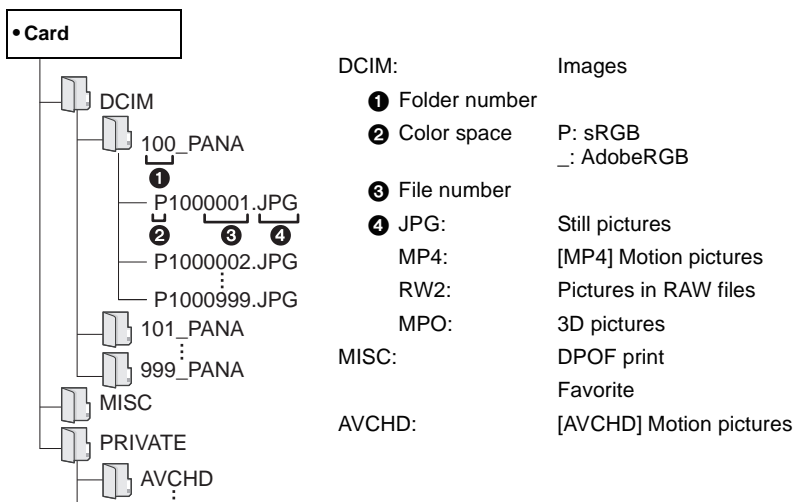 • Card
DCIM
100_PANA
❶
P1000001.JPG
❷ ❸ ❹
P1000002.JPG
P1000999.JPG
101_PANA
999_PANA
MISC
PRIVATE
AVCHD
DCIM: Images
❶ Folder number
❷ Color space P: sRGB
_: AdobeRGB
❸ File number
❹ JPG: Still pictures
MP4: [MP4] Motion pictures
RW2: Pictures in RAW files
MPO: 3D pictures
MISC: DPOF print
Favorite
AVCHD: [AVCHD] Motion pictures